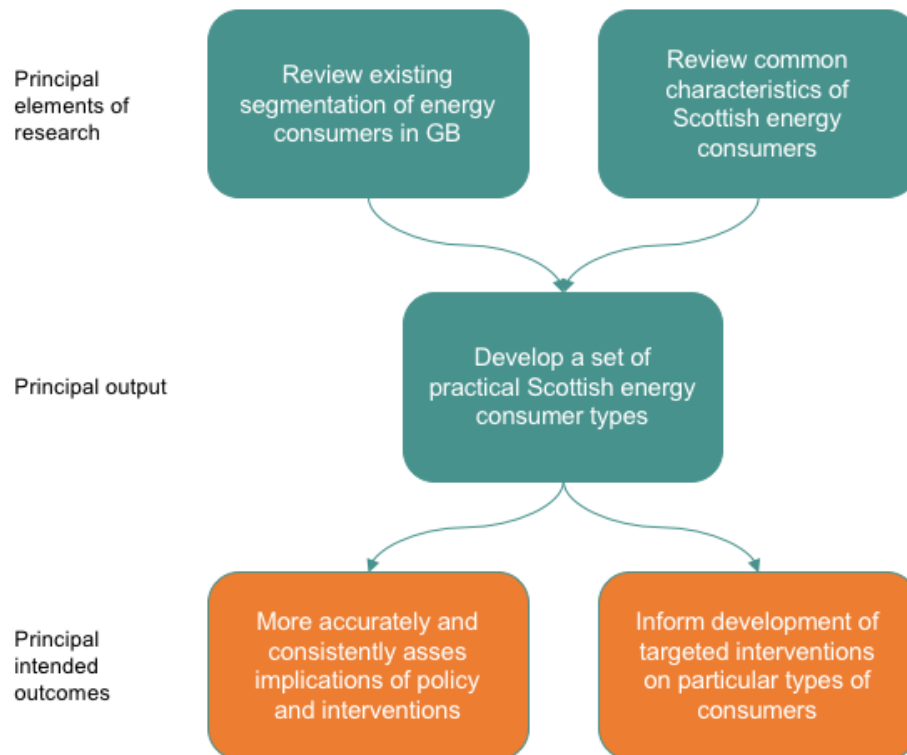 Principal
elements of
research
Review existing
segmentation of energy
consumers in GB
Review common
characteristics of
Scottish energy
consumers
Principal output
Develop a set of
practical Scottish energy
consumer types
Principal
intended
outcomes
More accurately and
consistently asses
implications of policy
and interventions
Inform development of
targeted interventions
on particular types of
consumers